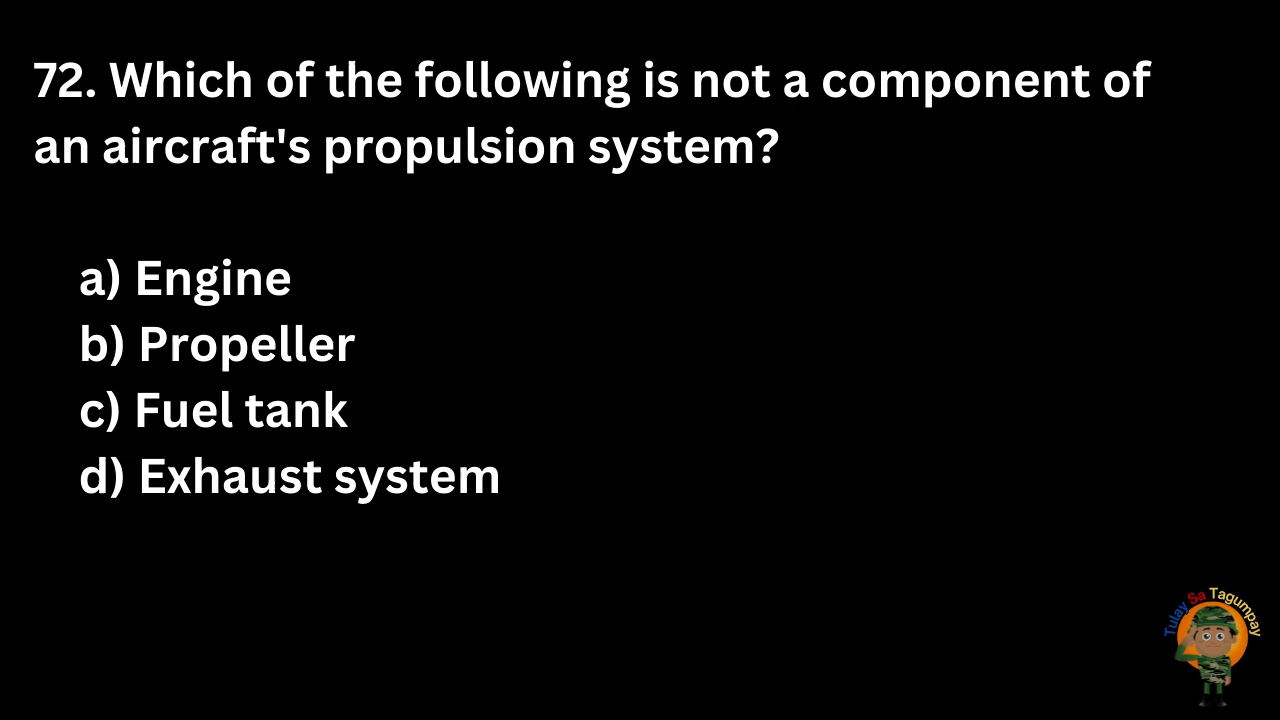 72. Which of the following is not a component of
an aircraft's propulsion system?
a) Engine
b) Propeller
c) Fuel tank
d) Exhaust system
Tulay Sa Tagumpay